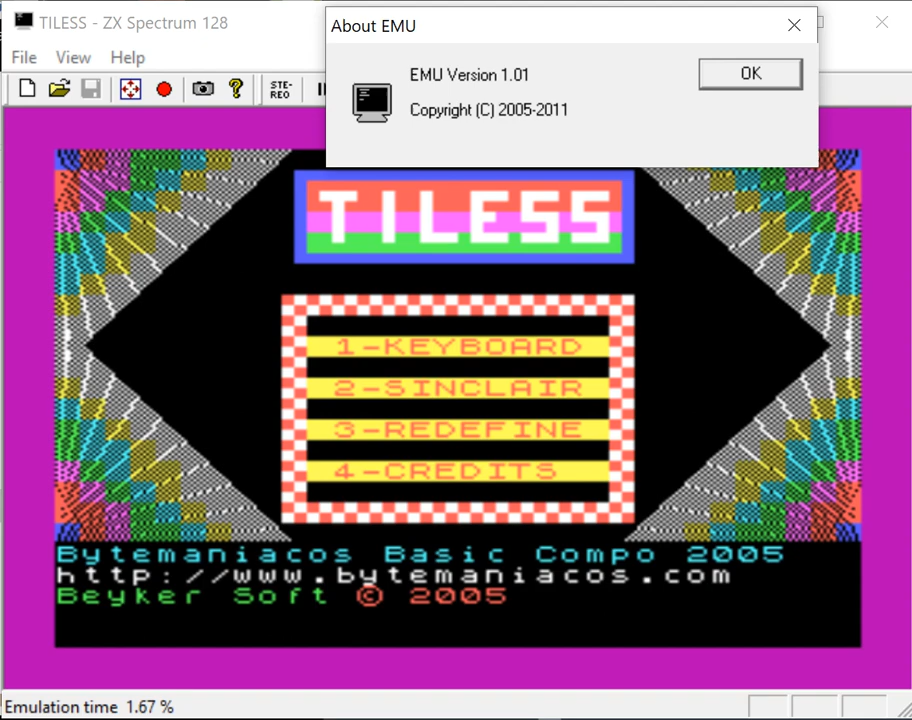 TILESS - ZX Spectrum 128
About EMU
File View Help
EMU Version 1.01
OK
Copyright (C) 2005-2011
STE-
REO
TILESS
1-KEYBOARD
2-SINCLAIR
3-REDEFINE
4-CREDITS
Bytemaniacos Basic Compo 2005
http://www.bytemaniacos.com
Beyker Soft © 2005
Emulation time 1.67 %